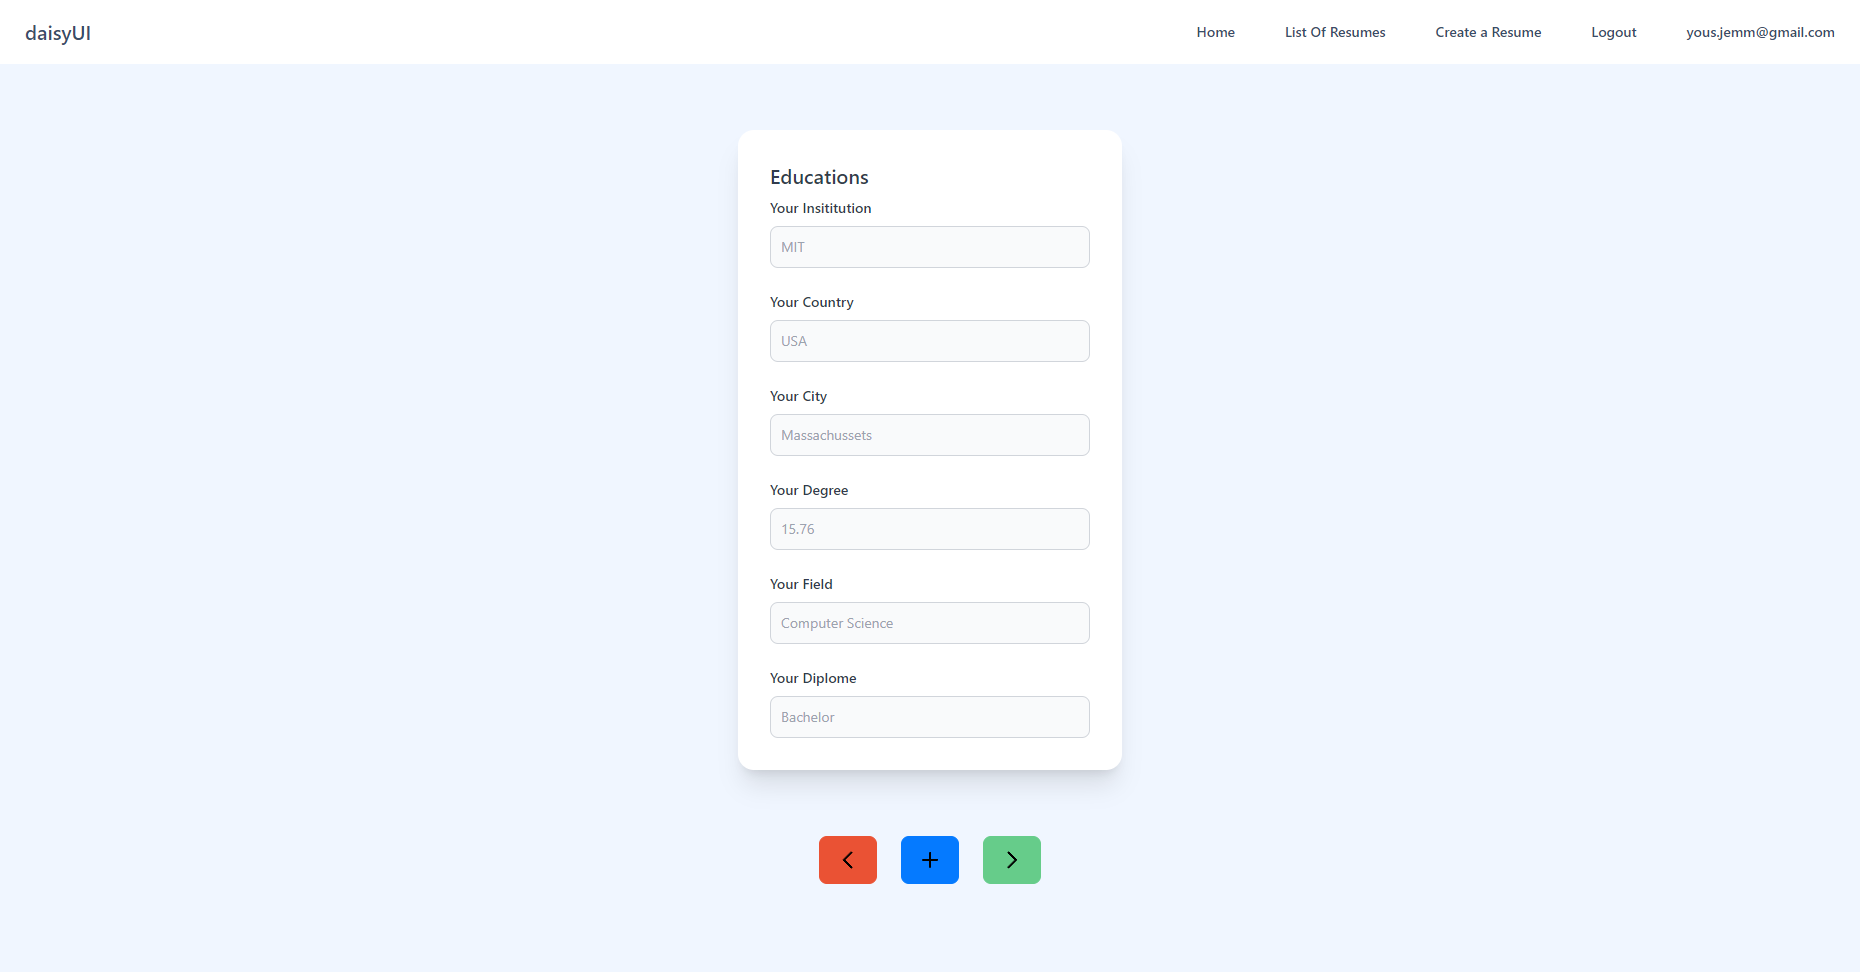 daisyUI
Home List Of Resumes Create a Resume Logout yous.jemm@gmail.com
Educations
Your Insititution
MIT
Your Country
USA
Your City
Massachussets
Your Degree
15.76
Your Field
Computer Science
Your Diplome
Bachelor